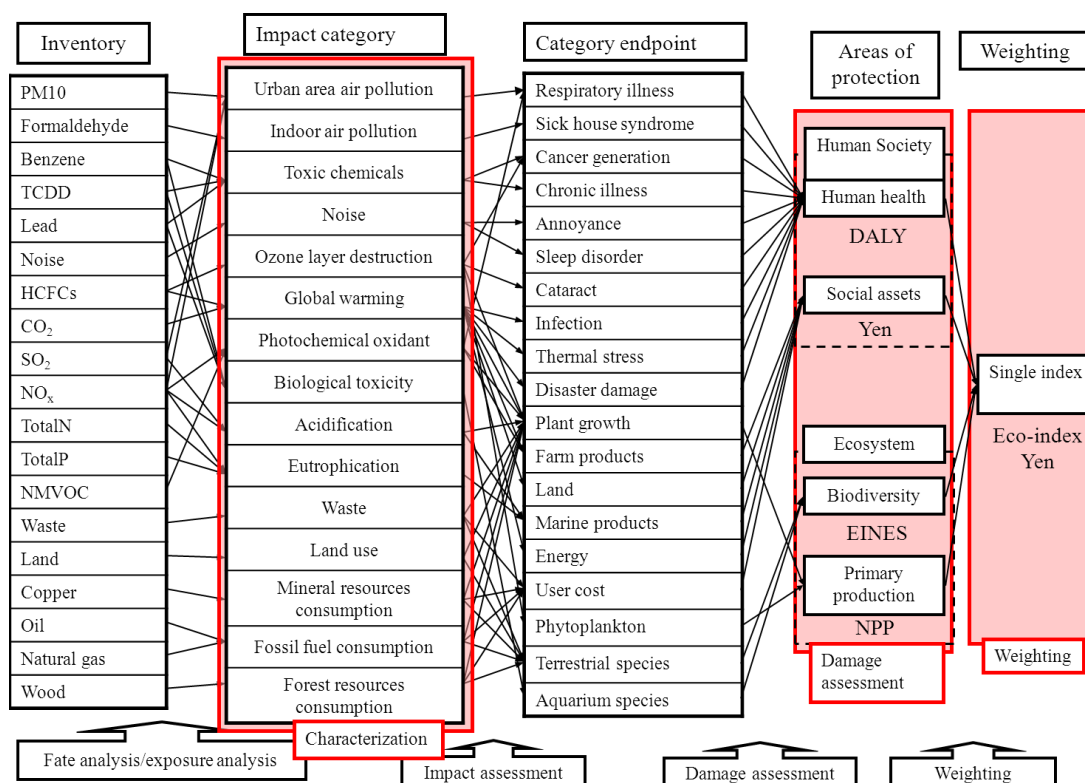 Inventory
Impact category
Category endpoint
Areas of
protection
Weighting
PM10
Formaldehyde
Benzene
TCDD
Lead
Noise
HCFCs
CO₂
SO₂
NOₓ
TotalN
TotalP
NMVOC
Waste
Land
Copper
Oil
Natural gas
Wood
Urban area air pollution
Indoor air pollution
Toxic chemicals
Noise
Ozone layer destruction
Global warming
Photochemical oxidant
Biological toxicity
Acidification
Eutrophication
Waste
Land use
Mineral resources
consumption
Fossil fuel consumption
Forest resources
consumption
Characterization
Respiratory illness
Sick house syndrome
Cancer generation
Chronic illness
Annoyance
Sleep disorder
Cataract
Infection
Thermal stress
Disaster damage
Plant growth
Farm products
Land
Marine products
Energy
User cost
Phytoplankton
Terrestrial species
Aquarium species
Human Society
Human health
DALY
Social assets
Yen
Ecosystem
Biodiversity
EINES
Primary
production
NPP
Damage
assessment
Single index
Eco-index
Yen
Weighting
Fate analysis/exposure analysis
Impact assessment
Damage assessment
Weighting